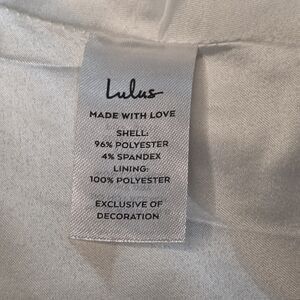 Lulus
MADE WITH LOVE
SHELL:
96% POLYESTER
4% SPANDEX
LINING:
100% POLYESTER
EXCLUSIVE OF
DECORATION